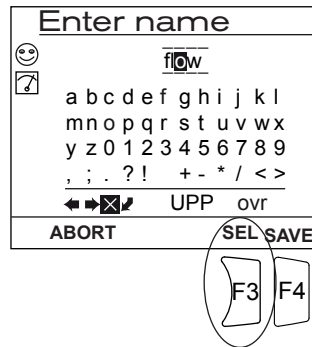 Enter name
flow
a b c d e f g h i j k l
m n o p q r s t u v w x
y z 0 1 2 3 4 5 6 7 8 9
, ; . ? ! + - * / < >
UPP ovr
ABORT SEL SAVE
F3 F4